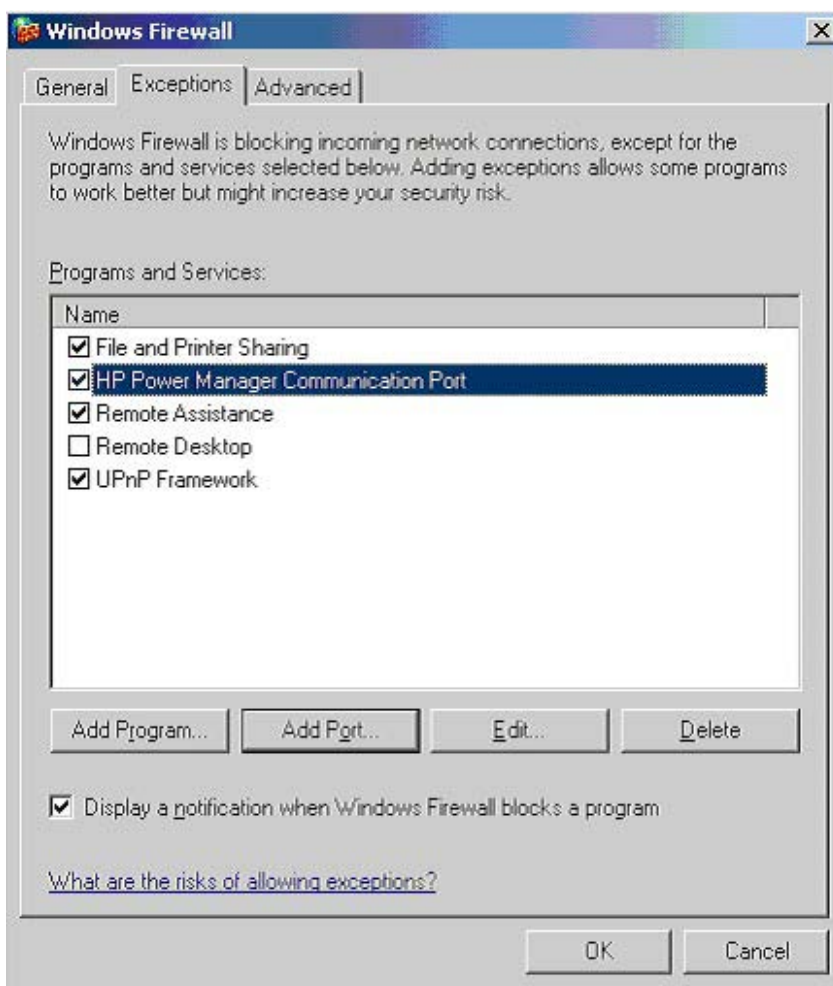 Windows Firewall
General Exceptions Advanced
Windows Firewall is blocking incoming network connections, except for the
programs and services selected below. Adding exceptions allows some programs
to work better but might increase your security risk.
Programs and Services:
Name
File and Printer Sharing
HP Power Manager Communication Port
Remote Assistance
Remote Desktop
UPnP Framework
Add Program... Add Port... Edit... Delete
Display a notification when Windows Firewall blocks a program
What are the risks of allowing exceptions?
OK Cancel